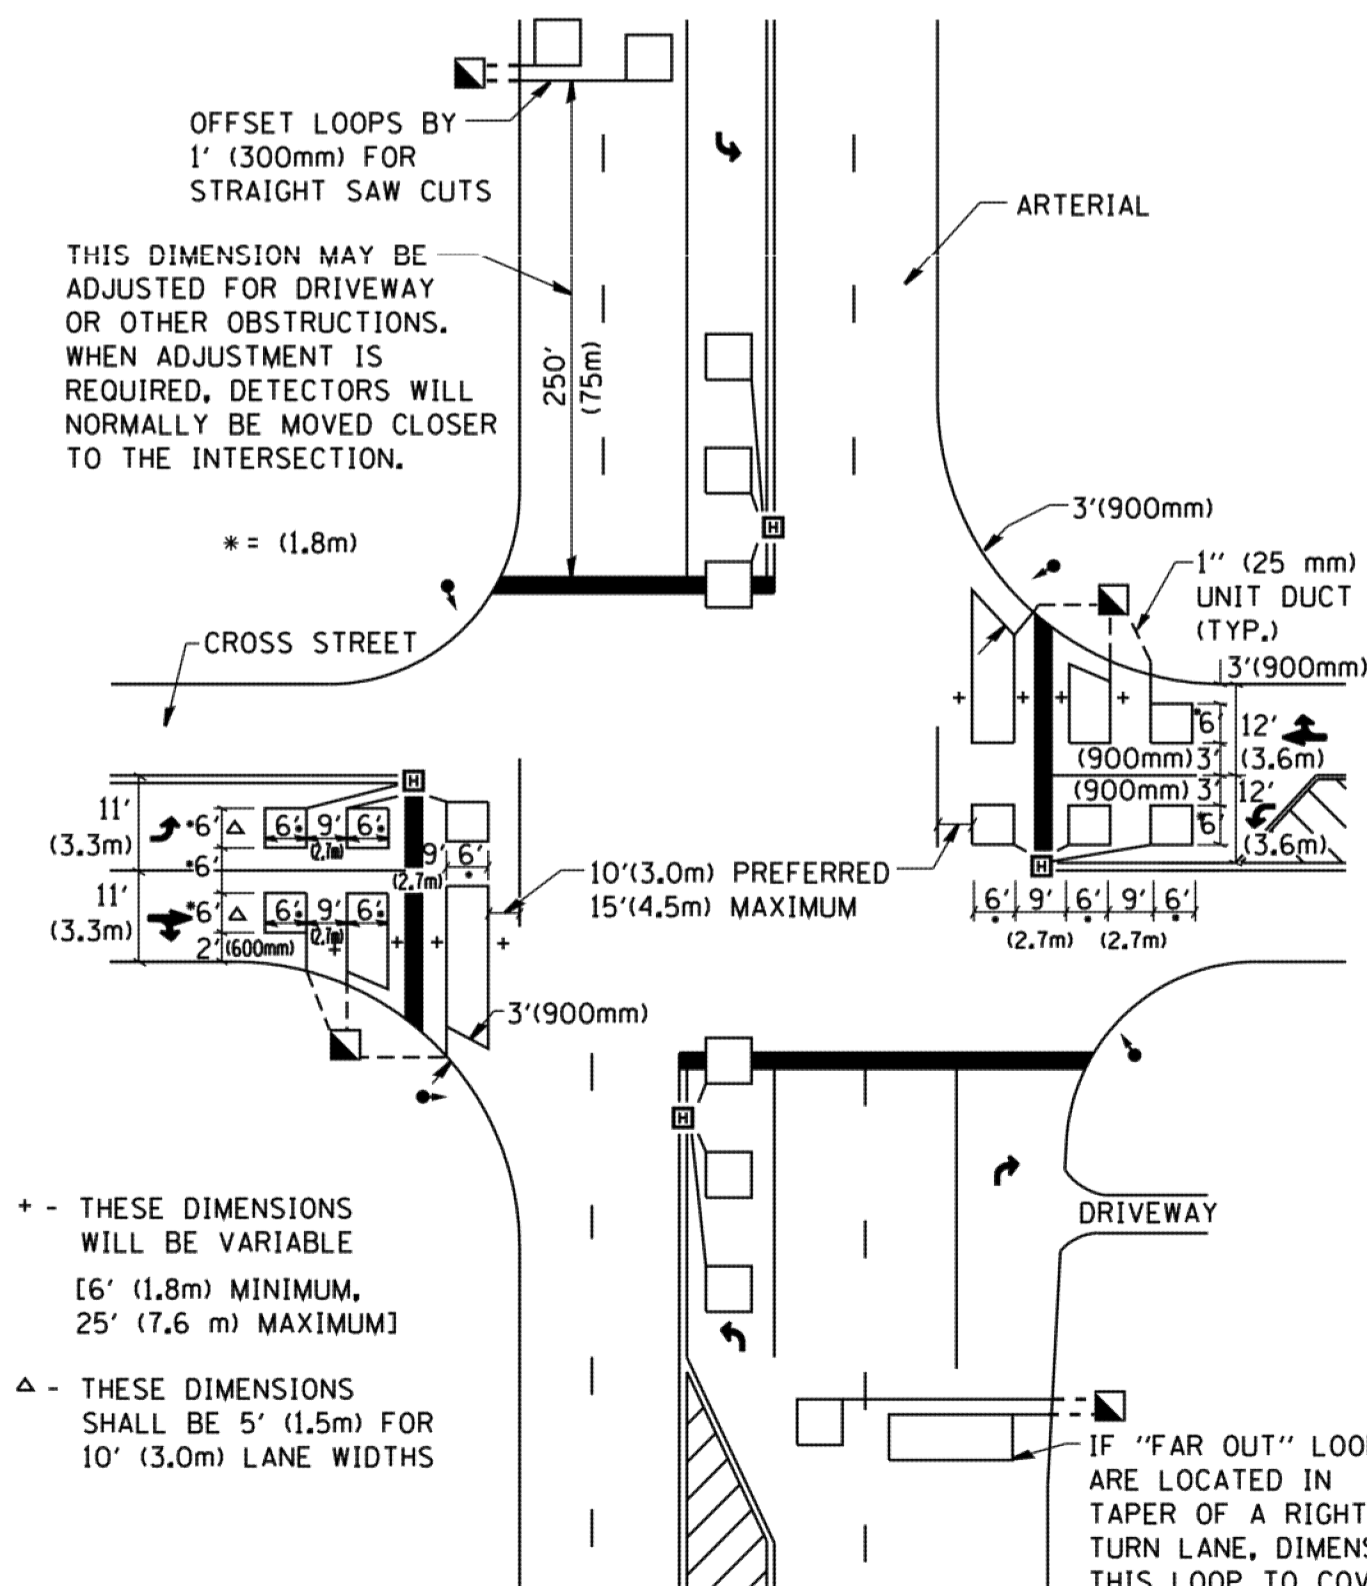 OFFSET LOOPS BY
1' (300mm) FOR
STRAIGHT SAW CUTS
ARTERIAL
THIS DIMENSION MAY BE
ADJUSTED FOR DRIVEWAY
OR OTHER OBSTRUCTIONS.
WHEN ADJUSTMENT IS
REQUIRED, DETECTORS WILL
NORMALLY BE MOVED CLOSER
TO THE INTERSECTION.
250'
(75m)
* = (1.8m)
H
3'(900mm)
1'' (25 mm)
UNIT DUCT
(TYP.)
CROSS STREET
3'(900mm)
+ + + +
*6' 12'
(900mm) 3' (3.6m)
(900mm) 3' 12'
*6'
(3.6m)
H
6' 9' 6' 9' 6'
* * *
(2.7m) (2.7m)
H
11'
(3.3m)
*6' Δ 6'* 9' 6'*
(2.7m)
*6'
9' 6'
(2.7m) *
11'
(3.3m)
*6' Δ 6'* 9' 6'*
(2.7m)
2' (600mm) + + + +
10'(3.0m) PREFERRED
15'(4.5m) MAXIMUM
3'(900mm)
H
DRIVEWAY
+ - THESE DIMENSIONS
WILL BE VARIABLE
[6' (1.8m) MINIMUM,
25' (7.6 m) MAXIMUM]
Δ - THESE DIMENSIONS
SHALL BE 5' (1.5m) FOR
10' (3.0m) LANE WIDTHS
IF "FAR OUT" LOO
ARE LOCATED IN
TAPER OF A RIGHT
TURN LANE, DIMENS
THIS LOOP TO COV